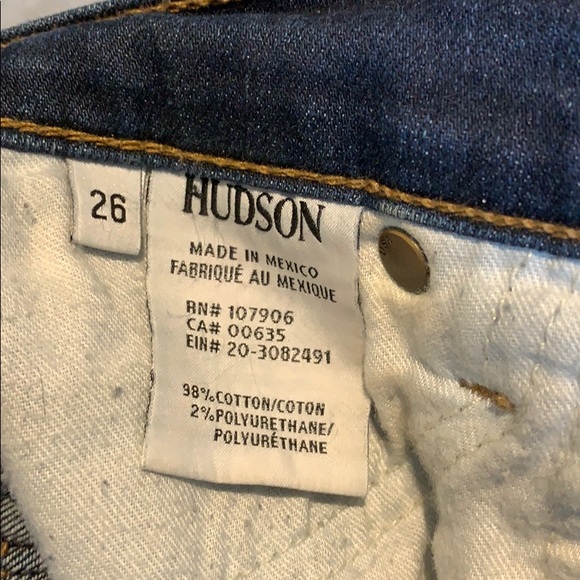 26
HUDSON
MADE IN MEXICO
FABRIQUÉ AU MEXIQUE
RN# 107906
CA# 00635
EIN# 20-3082491
98%COTTON/COTON
2%POLYURETHANE/
POLYURÉTHANE